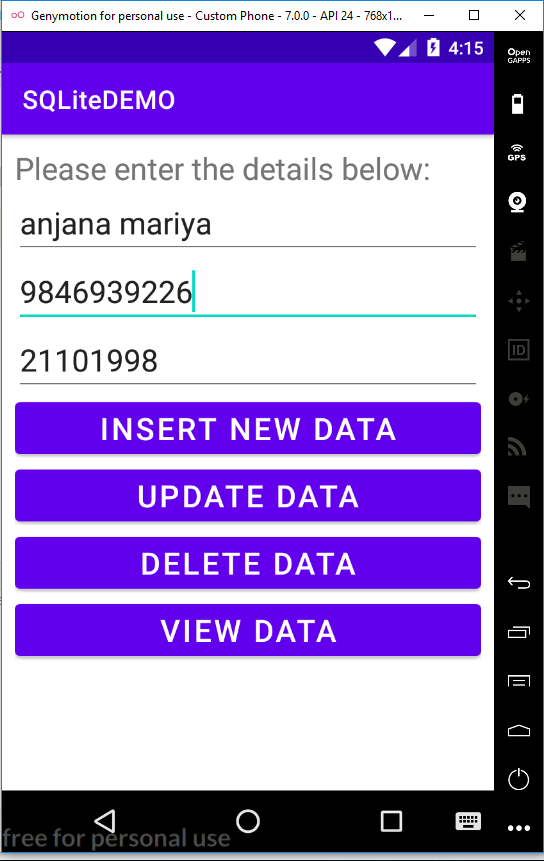 Genymotion for personal use - Custom Phone - 7.0.0 - API 24 - 768x1...
4:15
Open
GAPPS
SQLiteDEMO
GPS
Please enter the details below:
anjana mariya
9846939226
ID
21101998
INSERT NEW DATA
UPDATE DATA
DELETE DATA
VIEW DATA
free for personal use